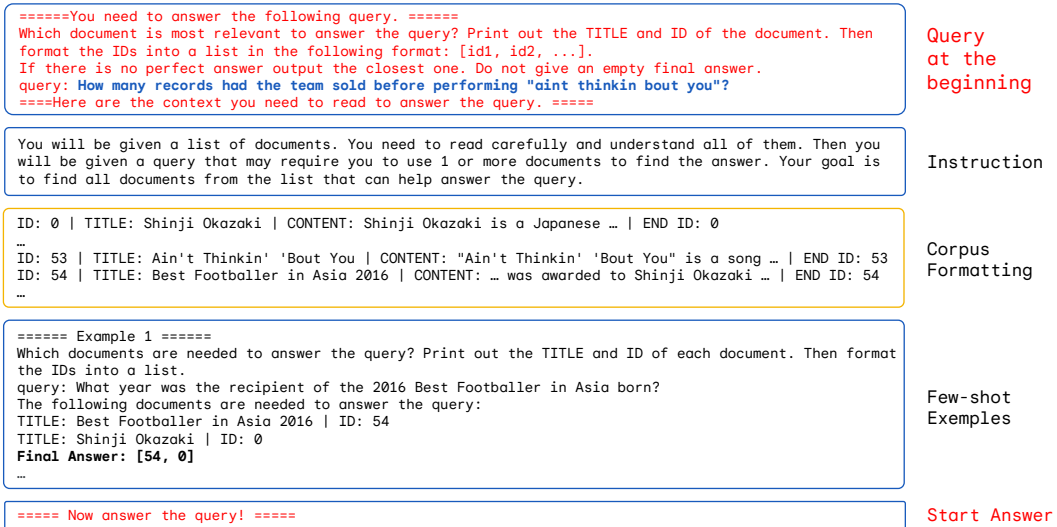 ======You need to answer the following query. ======
Which document is most relevant to answer the query? Print out the TITLE and ID of the document. Then
format the IDs into a list in the following format: [id1, id2, ...].
If there is no perfect answer output the closest one. Do not give an empty final answer.
query: How many records had the team sold before performing "aint thinkin bout you"?
====Here are the context you need to read to answer the query. =====
Query
at the
beginning
You will be given a list of documents. You need to read carefully and understand all of them. Then you
will be given a query that may require you to use 1 or more documents to find the answer. Your goal is
to find all documents from the list that can help answer the query.
Instruction
ID: 0 | TITLE: Shinji Okazaki | CONTENT: Shinji Okazaki is a Japanese … | END ID: 0
…
ID: 53 | TITLE: Ain't Thinkin' 'Bout You | CONTENT: "Ain't Thinkin' 'Bout You" is a song … | END ID: 53
ID: 54 | TITLE: Best Footballer in Asia 2016 | CONTENT: … was awarded to Shinji Okazaki … | END ID: 54
…
Corpus
Formatting
====== Example 1 ======
Which documents are needed to answer the query? Print out the TITLE and ID of each document. Then format
the IDs into a list.
query: What year was the recipient of the 2016 Best Footballer in Asia born?
The following documents are needed to answer the query:
TITLE: Best Footballer in Asia 2016 | ID: 54
TITLE: Shinji Okazaki | ID: 0
Final Answer: [54, 0]
…
Few-shot
Exemples
===== Now answer the query! =====
Start Answer